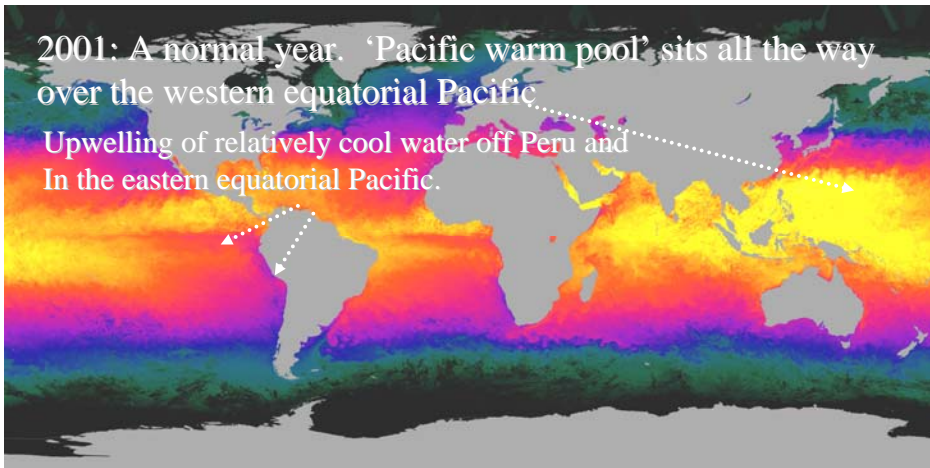 2001: A normal year. ‘Pacific warm pool’ sits all the way
over the western equatorial Pacific
Upwelling of relatively cool water off Peru and
In the eastern equatorial Pacific.